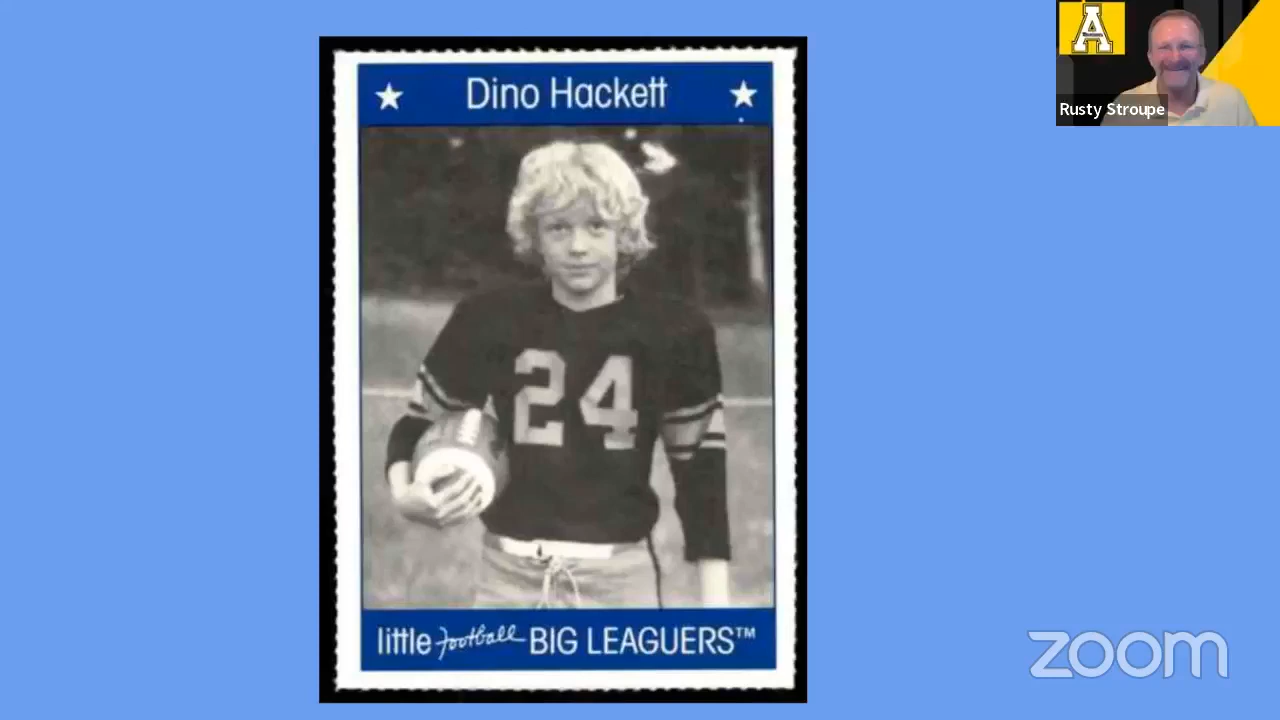 Dino Hackett
24
little football BIG LEAGUERS™
A
Rusty Stroupe
zoom